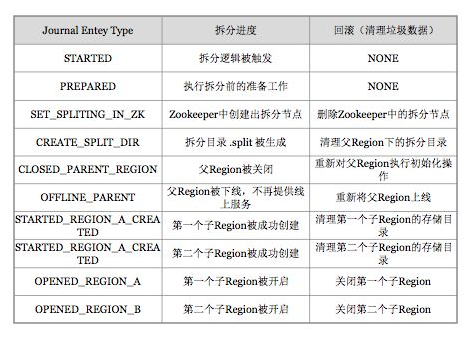 Journal Entey Type 拆分进度 回滚（清理垃圾数据）
STARTED 拆分逻辑被触发 NONE
PREPARED 执行拆分前的准备工作 NONE
SET_SPLITING_IN_ZK Zookeeper中创建出拆分节点 删除Zookeeper中的拆分节点
CREATE_SPLIT_DIR 拆分目录 .split 被生成 清理父Region下的拆分目录
CLOSED_PARENT_REGION 父Region被关闭 重新对父Region执行初始化操
作
OFFLINE_PARENT 父Region被下线，不再提供线
上服务 重新将父Region上线
STARTED_REGION_A_CREA
TED 第一个子Region被成功创建 清理第一个子Region的存储目
录
STARTED_REGION_A_CREA
TED 第二个子Region被成功创建 清理第二个子Region的存储目
录
OPENED_REGION_A 第一个子Region被开启 关闭第一个子Region
OPENED_REGION_B 第二个子Region被开启 关闭第二个子Region